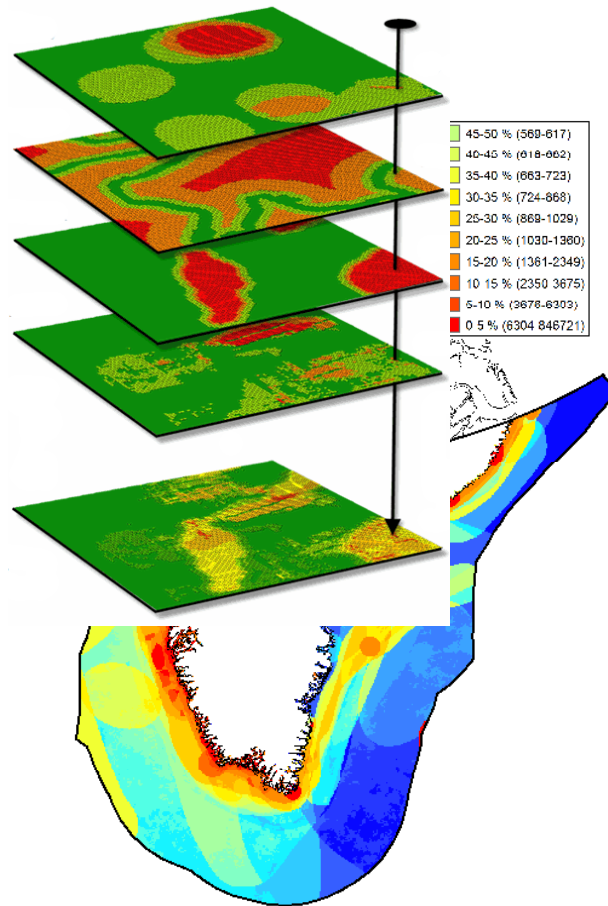 45-50 % (569-617)
40-45 % (618-662)
35-40 % (663-723)
30-35 % (724-868)
25-30 % (869-1029)
20-25 % (1030-1360)
15-20 % (1361-2349)
10-15 % (2350-3675)
5-10 % (3676-6303)
0-5 % (6304-846721)